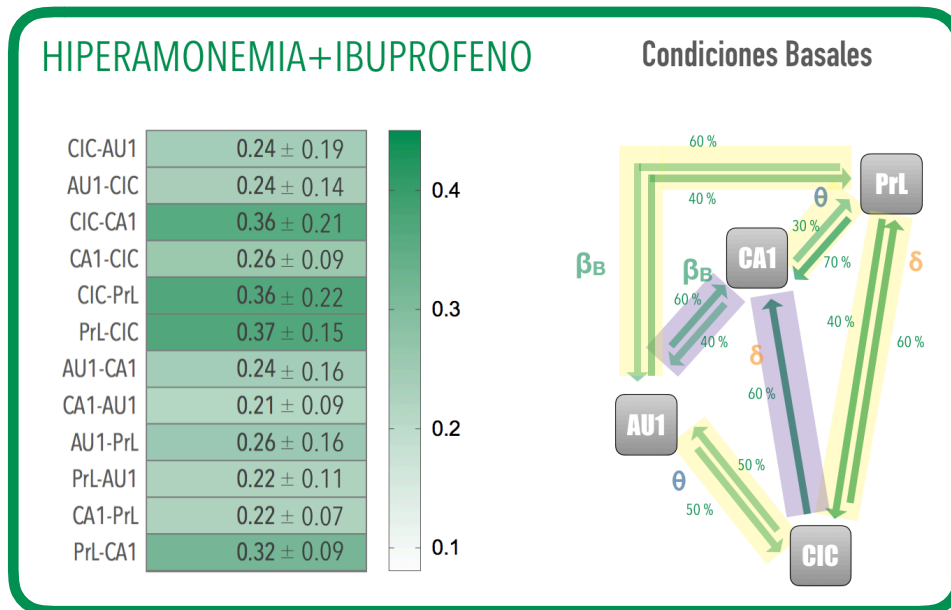 HIPERAMONEMIA+IBUPROFENO
Condiciones Basales
CIC-AU1 0.24 ± 0.19
AU1-CIC 0.24 ± 0.14
CIC-CA1 0.36 ± 0.21
CA1-CIC 0.26 ± 0.09
CIC-PrL 0.36 ± 0.22
PrL-CIC 0.37 ± 0.15
AU1-CA1 0.24 ± 0.16
CA1-AU1 0.21 ± 0.09
AU1-PrL 0.26 ± 0.16
PrL-AU1 0.22 ± 0.11
CA1-PrL 0.22 ± 0.07
PrL-CA1 0.32 ± 0.09
0.4
0.3
0.2
0.1
60 %
40 %
PrL
θ
30 %
70 %
CA1
βB
βB
60 %
40 %
δ
40 %
60 %
δ
60 %
AU1
θ
50 %
50 %
CIC